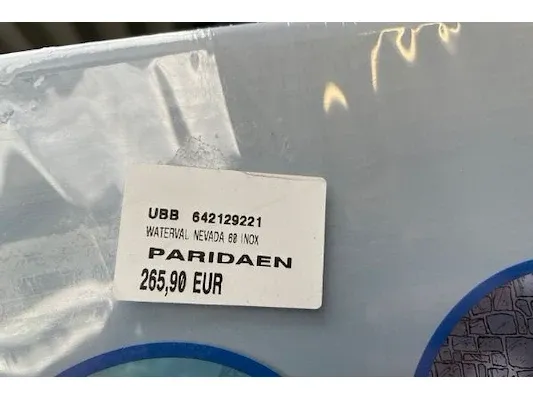 UBB 642129221
WATERVAL NEVADA 60 INOX
PARIDAEN
265,90 EUR